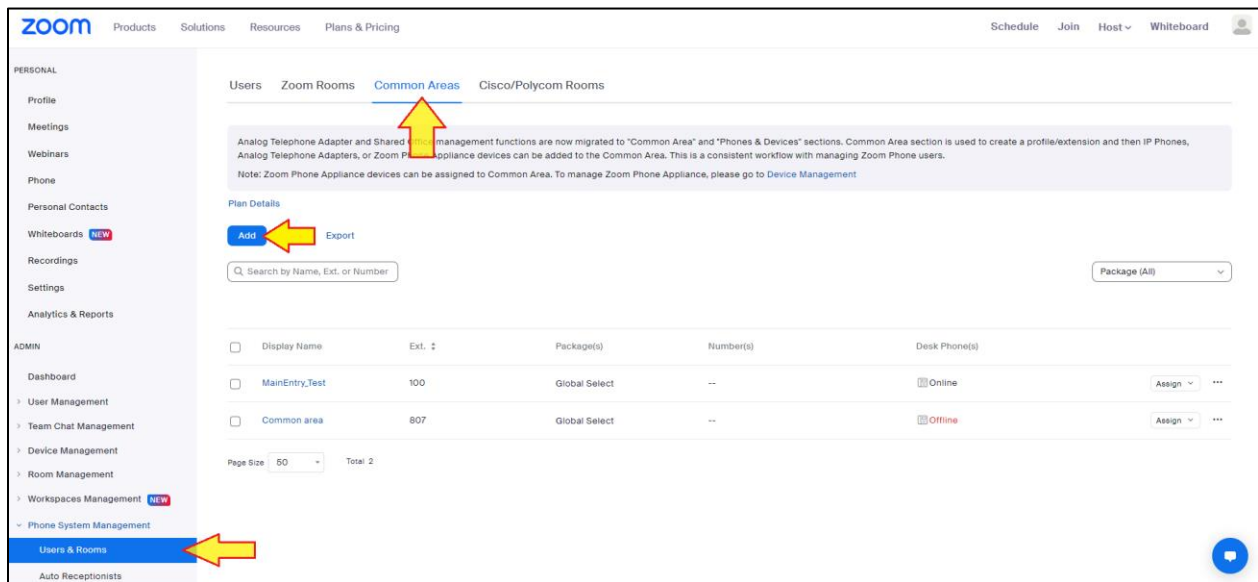 zoom Products Solutions Resources Plans & Pricing Schedule Join Host Whiteboard
PERSONAL
Profile
Meetings
Webinars
Phone
Personal Contacts
Whiteboards NEW
Recordings
Settings
Analytics & Reports
ADMIN
Dashboard
User Management
Team Chat Management
Device Management
Room Management
Workspaces Management NEW
Phone System Management
Users & Rooms
Auto Receptionists
Users Zoom Rooms Common Areas Cisco/Polycom Rooms
Analog Telephone Adapter and Shared management functions are now migrated to "Common Area" and "Phones & Devices" sections. Common Area section is used to create a profile/extension and then IP Phones,
Analog Telephone Adapters, or Zoom Appliance devices can be added to the Common Area. This is a consistent workflow with managing Zoom Phone users.
Note: Zoom Phone Appliance devices can be assigned to Common Area. To manage Zoom Phone Appliance, please go to Device Management
Plan Details
Add Export
Search by Name, Ext. or Number Package (All)
Display Name Ext. Package(s) Number(s) Desk Phone(s)
MainEntry_Test 100 Global Select -- Online Assign ...
Common area 807 Global Select -- Offline Assign ...
Page Size 50 Total 2